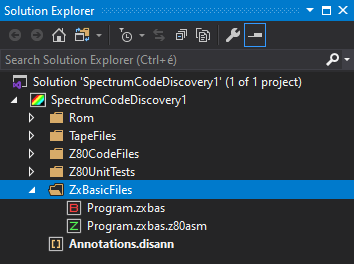 Solution Explorer
Search Solution Explorer (Ctrl+é)
Solution 'SpectrumCodeDiscovery1' (1 of 1 project)
SpectrumCodeDiscovery1
Rom
TapeFiles
Z80CodeFiles
Z80UnitTests
ZxBasicFiles
B Program.zxbas
Z Program.zxbas.z80asm
Annotations.disann